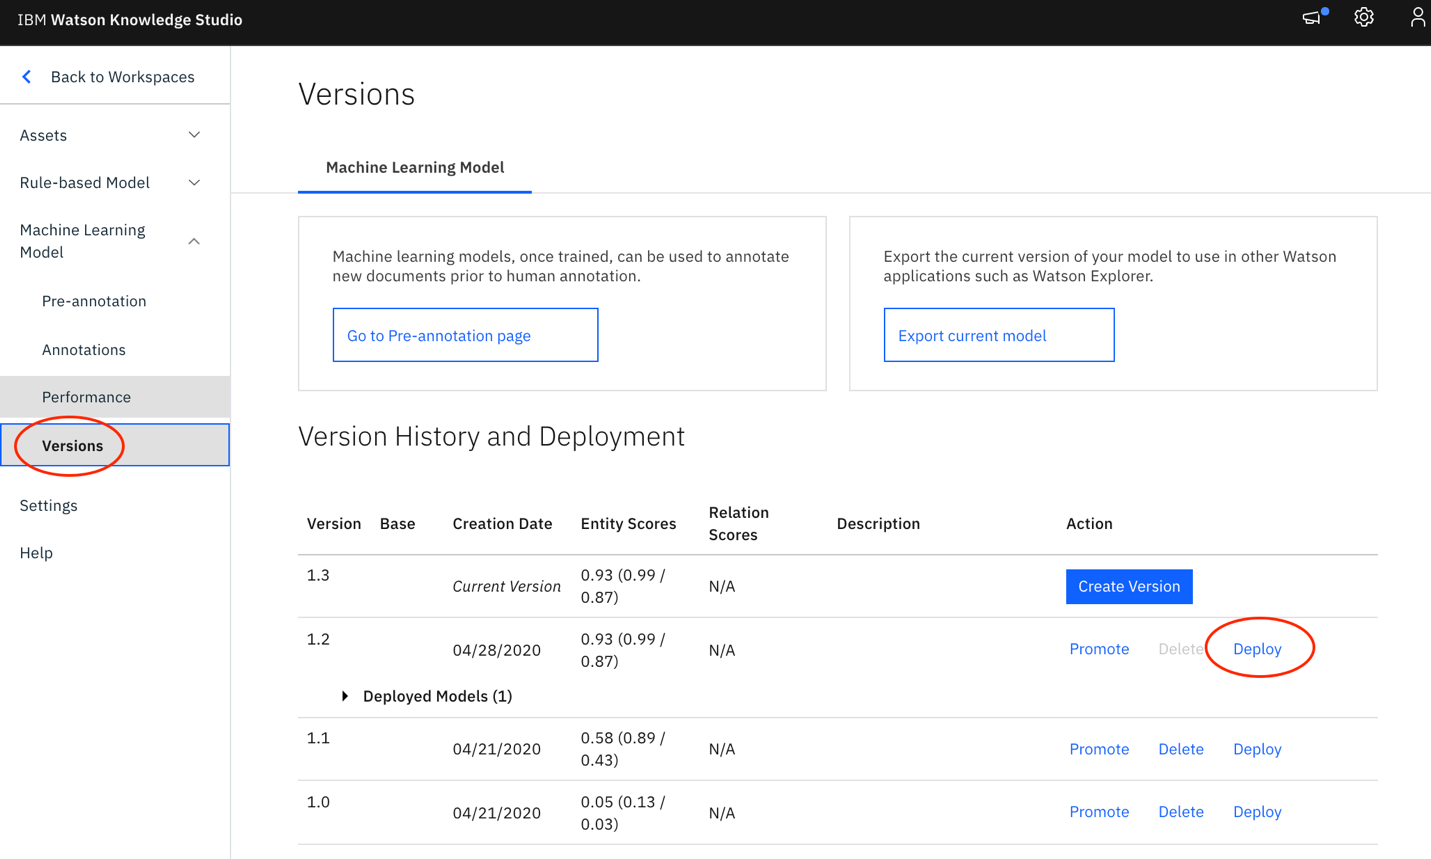 IBM Watson Knowledge Studio
Back to Workspaces
Assets
Rule-based Model
Machine Learning
Model
Pre-annotation
Annotations
Performance
Versions
Settings
Help
Versions
Machine Learning Model
Machine learning models, once trained, can be used to annotate
new documents prior to human annotation.
Go to Pre-annotation page
Export the current version of your model to use in other Watson
applications such as Watson Explorer.
Export current model
Version History and Deployment
Version Base Creation Date Entity Scores Relation Scores Description Action
1.3 Current Version 0.93 (0.99 / 0.87) N/A Create Version
1.2 04/28/2020 0.93 (0.99 / 0.87) N/A Promote Delete Deploy
Deployed Models (1)
1.1 04/21/2020 0.58 (0.89 / 0.43) N/A Promote Delete Deploy
1.0 04/21/2020 0.05 (0.13 / 0.03) N/A Promote Delete Deploy